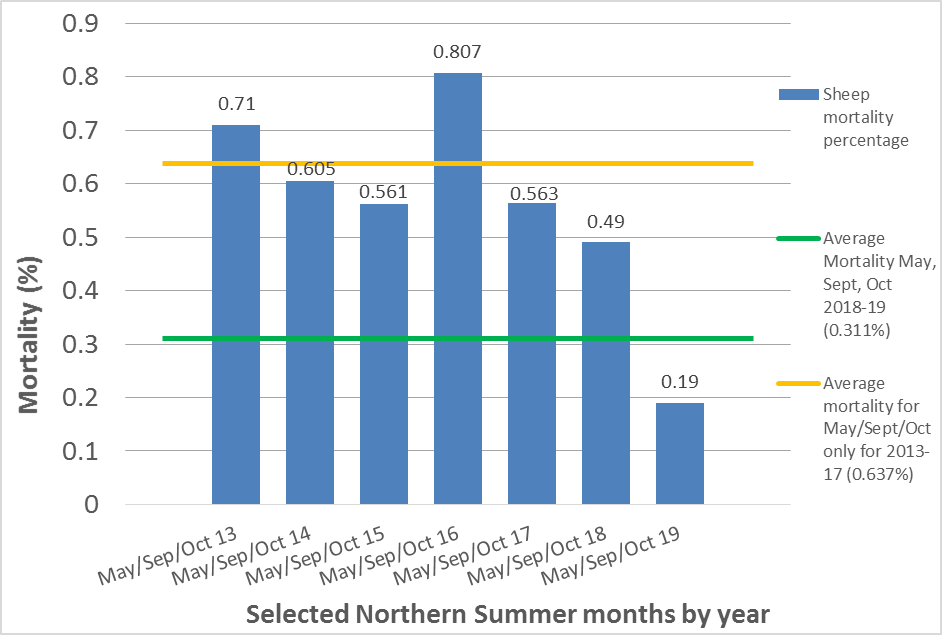 0.9
0.8
0.7
0.6
0.5
0.4
0.3
0.2
0.1
0
Mortality (%)
0.71
0.605
0.561
0.807
0.563
0.49
0.19
May/Sep/Oct 13
May/Sep/Oct 14
May/Sep/Oct 15
May/Sep/Oct 16
May/Sep/Oct 17
May/Sep/Oct 18
May/Sep/Oct 19
Selected Northern Summer months by year
Sheep
mortality
percentage
Average
Mortality May,
Sept, Oct
2018-19
(0.311%)
Average
mortality for
May/Sept/Oct
only for 2013-
17 (0.637%)